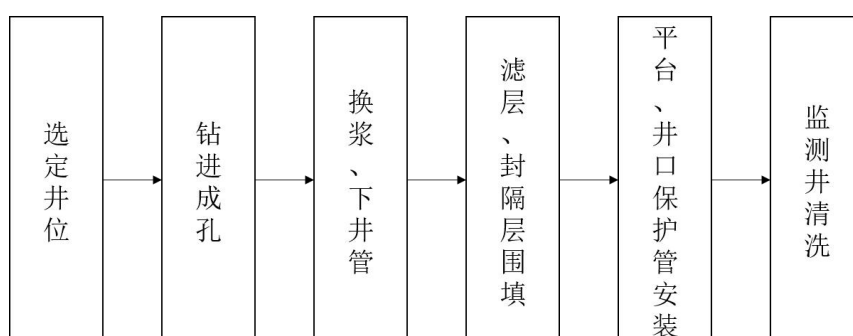 选定井位
钻进成孔
换浆、下井管
滤层、封隔层围填
平台、井口保护管安装
监测井清洗